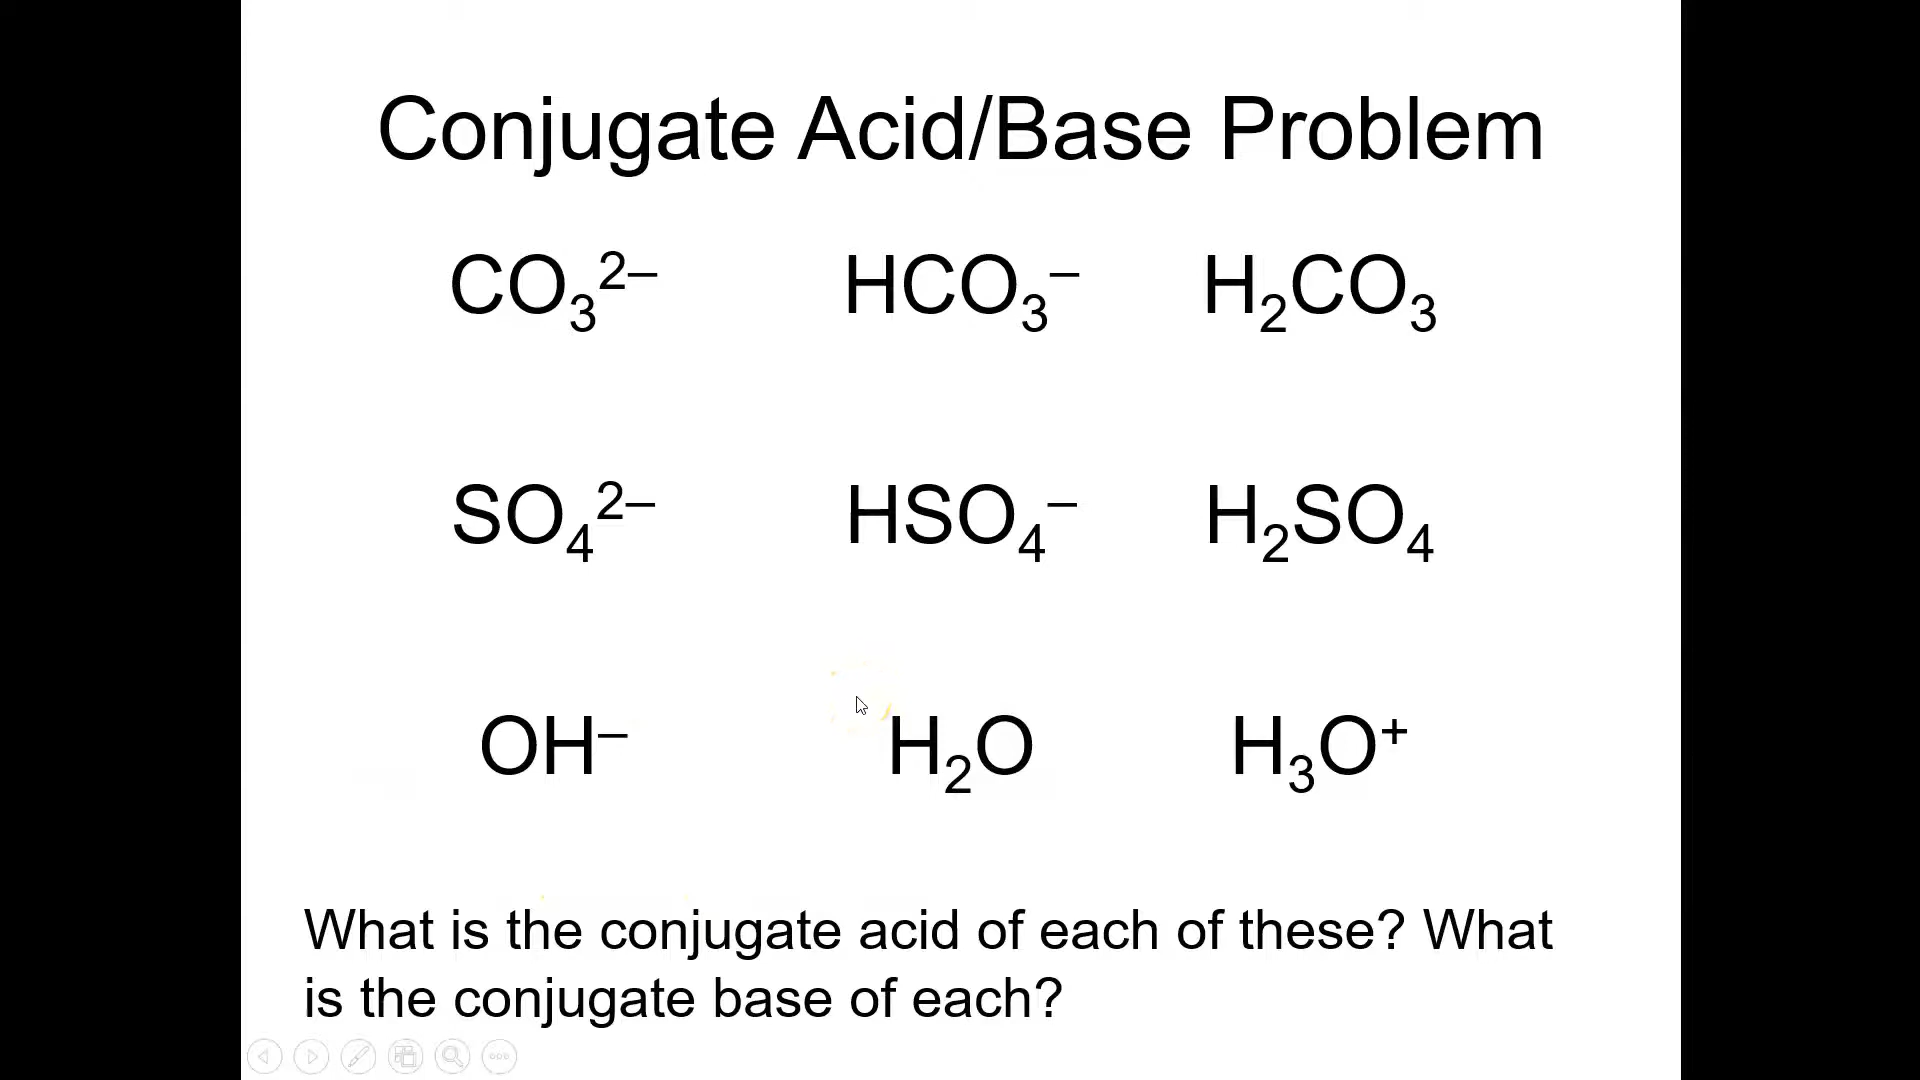 Conjugate Acid/Base Problem
CO₃²⁻ HCO₃⁻ H₂CO₃
SO₄²⁻ HSO₄⁻ H₂SO₄
OH⁻ H₂O H₃O⁺
What is the conjugate acid of each of these? What
is the conjugate base of each?